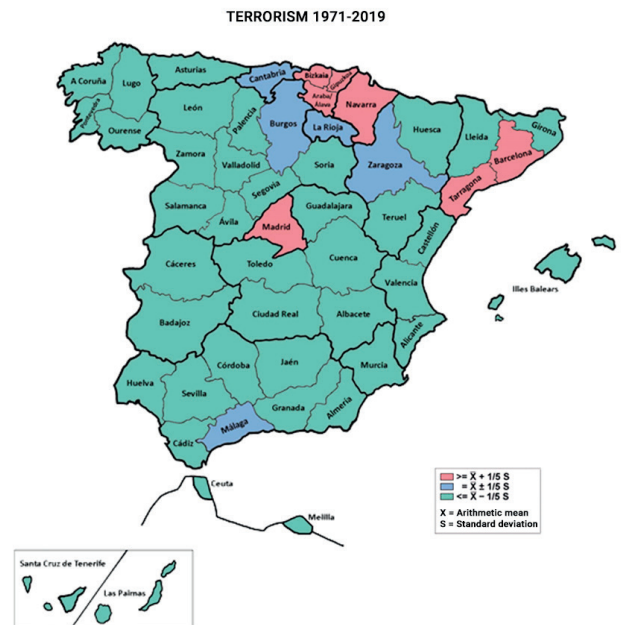 TERRORISM 1971-2019
A Coruña
Lugo
Asturias
Cantabria
Bizkaia
Gipuzkoa
Araba/
Álava
Navarra
Pontevedra
Ourense
León
Palencia
Burgos
La Rioja
Huesca
Lleida
Girona
Barcelona
Zamora
Valladolid
Soria
Zaragoza
Tarragona
Segovia
Salamanca
Ávila
Madrid
Guadalajara
Teruel
Castellón
Cáceres
Toledo
Cuenca
Valencia
Illes Balears
Badajoz
Ciudad Real
Albacete
Alicante
Córdoba
Jaén
Murcia
Huelva
Sevilla
Granada
Almería
Málaga
Cádiz
Ceuta
Melilla
>= X̅ + 1/5 S
= X̅ ± 1/5 S
<= X̅ − 1/5 S
X = Arithmetic mean
S = Standard deviation
Santa Cruz de Tenerife
Las Palmas